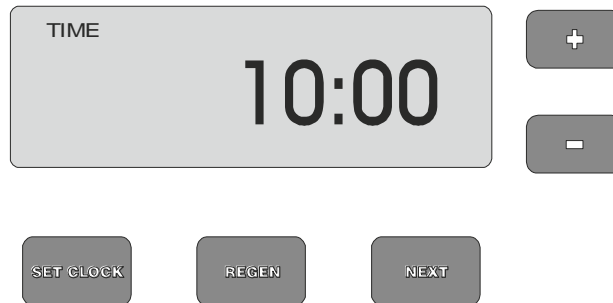 TIME
10:00
+
-
SET CLOCK REGEN NEXT